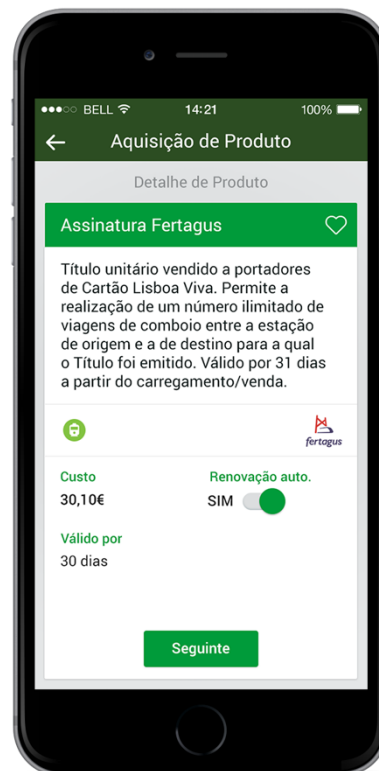 BELL 14:21 100%
Aquisição de Produto
Detalhe de Produto
Assinatura Fertagus
Título unitário vendido a portadores
de Cartão Lisboa Viva. Permite a
realização de um número ilimitado de
viagens de comboio entre a estação
de origem e a de destino para a qual
o Título foi emitido. Válido por 31 dias
a partir do carregamento/venda.
fertagus
Custo Renovação auto.
30,10€ SIM
Válido por
30 dias
Seguinte